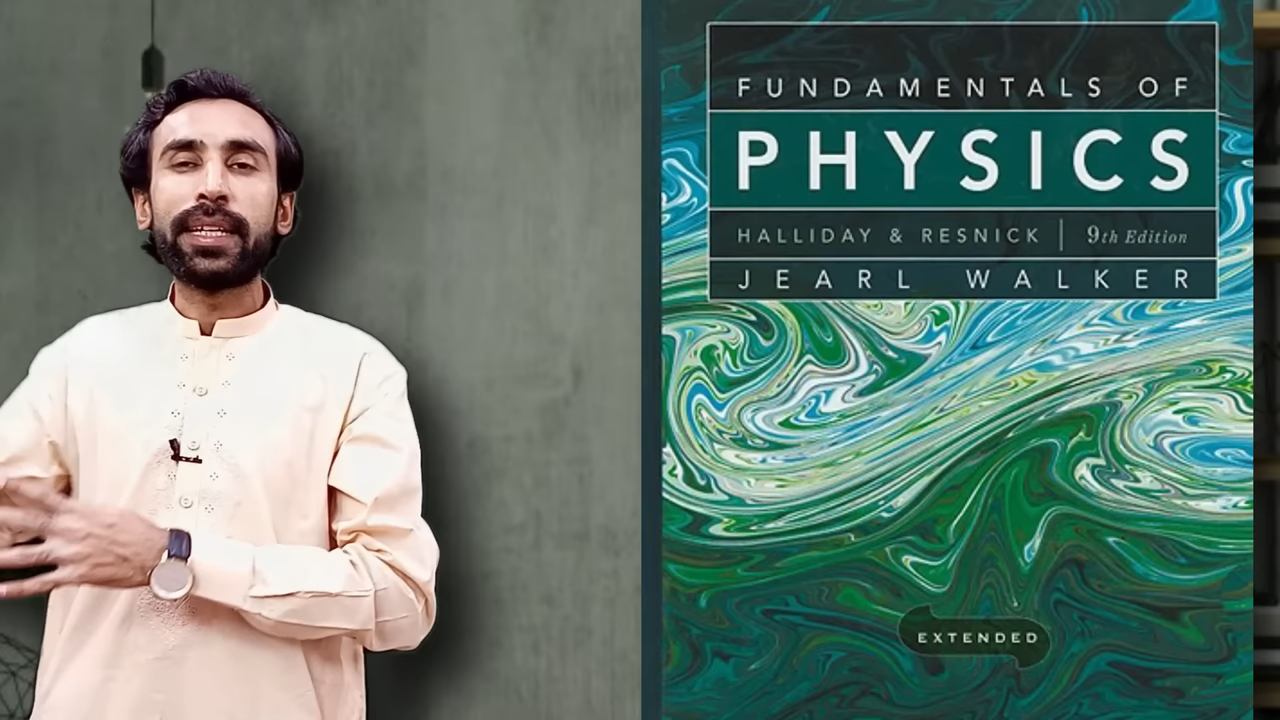 FUNDAMENTALS OF
PHYSICS
HALLIDAY & RESNICK | 9th Edition
JEARL WALKER
EXTENDED